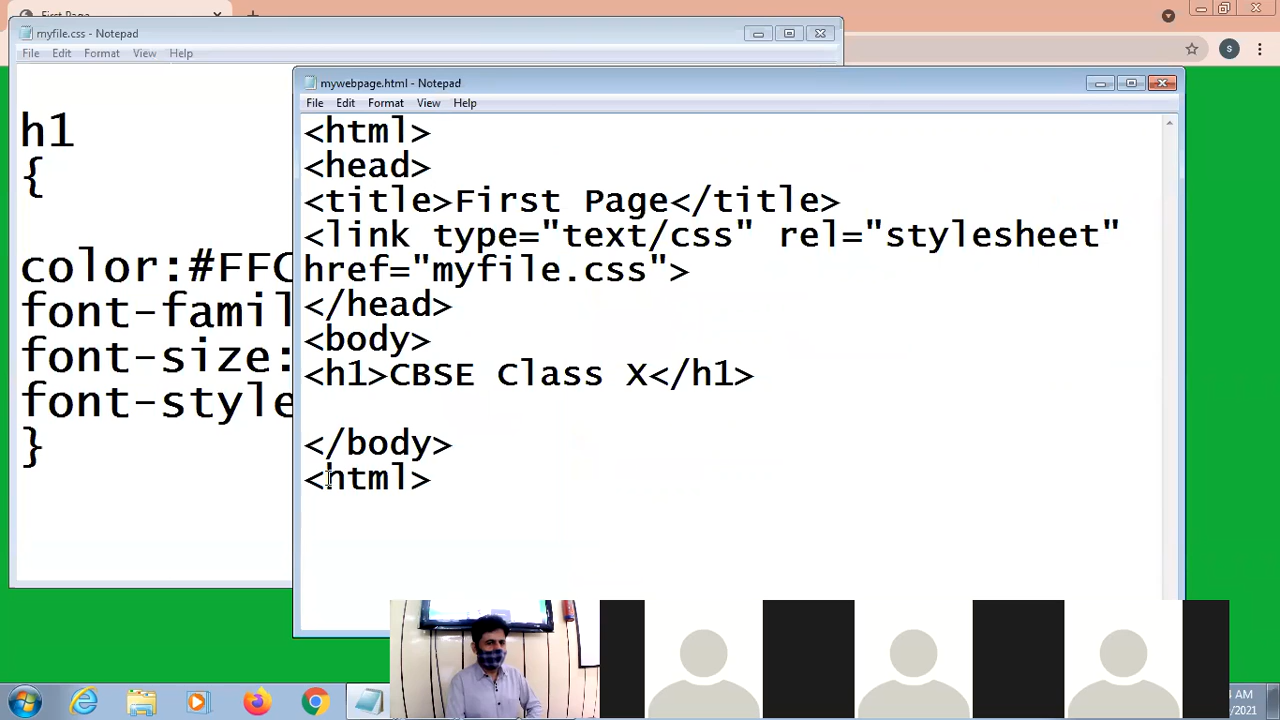 First Page
myfile.css - Notepad
File Edit Format View Help
h1
{
color:#FFC
font-famil
font-size:
font-style
}
mywebpage.html - Notepad
File Edit Format View Help
<html>
<head>
<title>First Page</title>
<link type="text/css" rel="stylesheet"
href="myfile.css">
</head>
<body>
<h1>CBSE Class X</h1>
</body>
<html>
S
AM
/2021